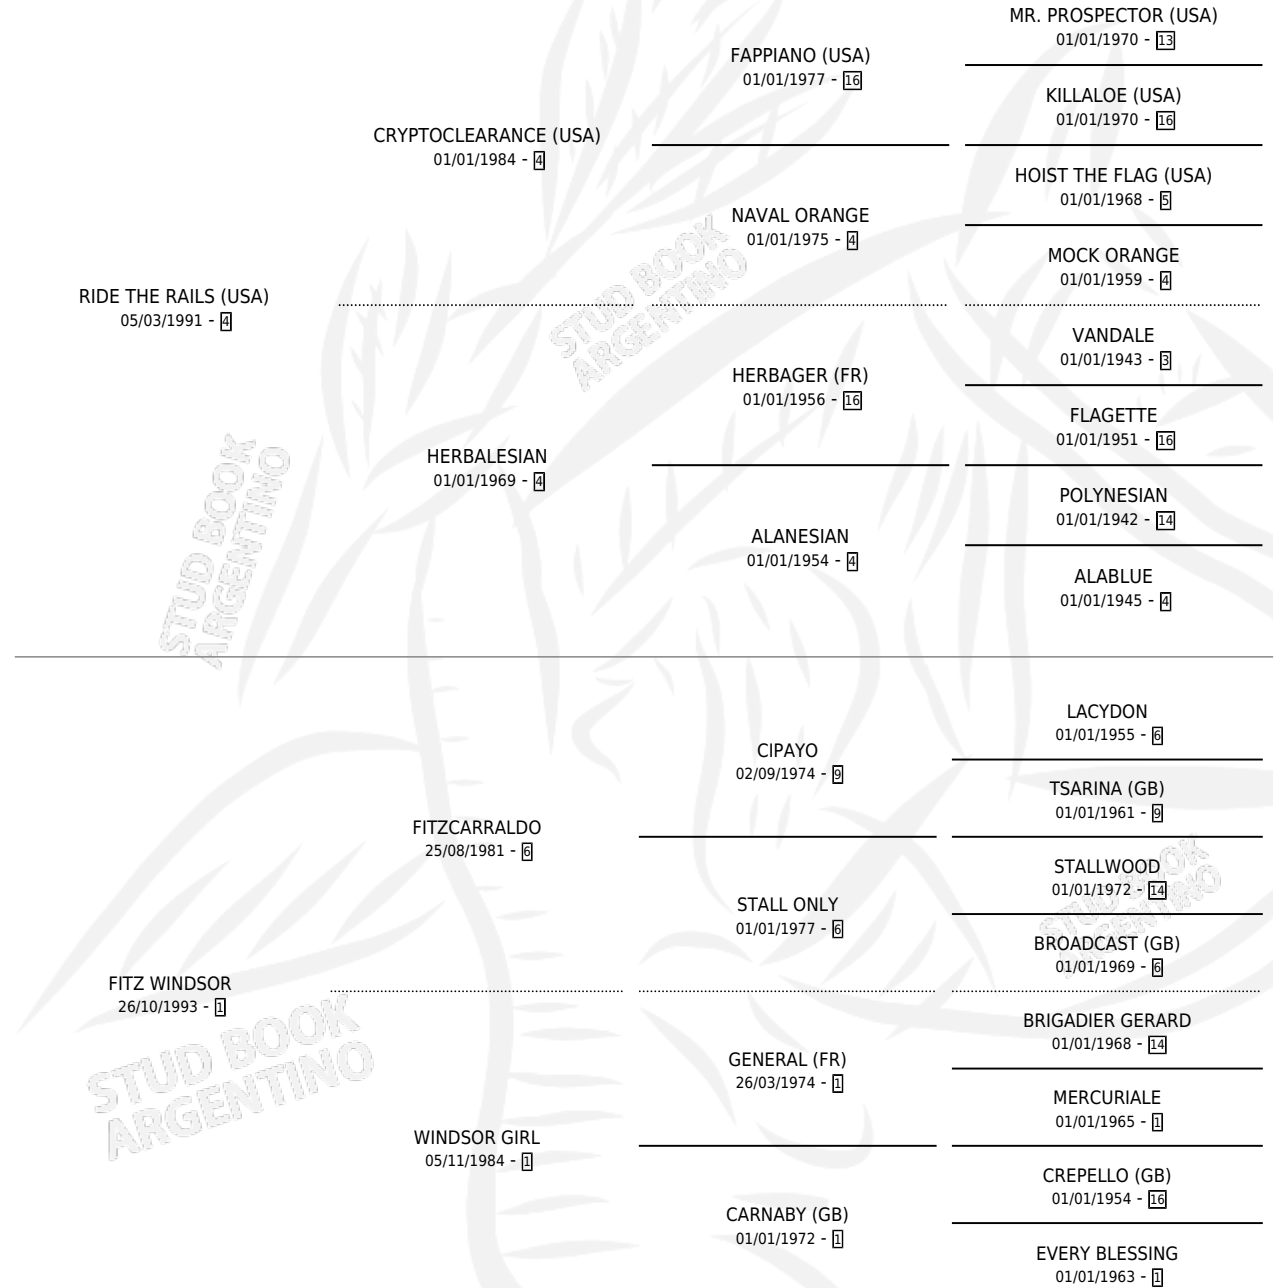 MR. PROSPECTOR (USA)
01/01/1970 - 13
FAPPIANO (USA)
01/01/1977 - 16
KILLALOE (USA)
01/01/1970 - 16
CRYPTOCLEARANCE (USA)
01/01/1984 - 4
HOIST THE FLAG (USA)
01/01/1968 - 5
NAVAL ORANGE
01/01/1975 - 4
MOCK ORANGE
01/01/1959 - 4
RIDE THE RAILS (USA)
05/03/1991 - 4
VANDALE
01/01/1943 - 3
HERBAGER (FR)
01/01/1956 - 16
FLAGETTE
01/01/1951 - 16
HERBALESIAN
01/01/1969 - 4
POLYNESIAN
01/01/1942 - 14
ALANESIAN
01/01/1954 - 4
ALABLUE
01/01/1945 - 4
LACYDON
01/01/1955 - 6
CIPAYO
02/09/1974 - 9
TSARINA (GB)
01/01/1961 - 9
FITZCARRALDO
25/08/1981 - 6
STALLWOOD
01/01/1972 - 14
STALL ONLY
01/01/1977 - 6
BROADCAST (GB)
01/01/1969 - 6
FITZ WINDSOR
26/10/1993 - 1
BRIGADIER GERARD
01/01/1968 - 14
GENERAL (FR)
26/03/1974 - 1
MERCURIALE
01/01/1965 - 1
WINDSOR GIRL
05/11/1984 - 1
CREPELLO (GB)
01/01/1954 - 16
CARNABY (GB)
01/01/1972 - 1
EVERY BLESSING
01/01/1963 - 1
STUD BOOK
ARGENTINO
STUD BOOK
ARGENTINO
STUD BOOK
ARGENTINO
STUD BOOK
ARGENTINO